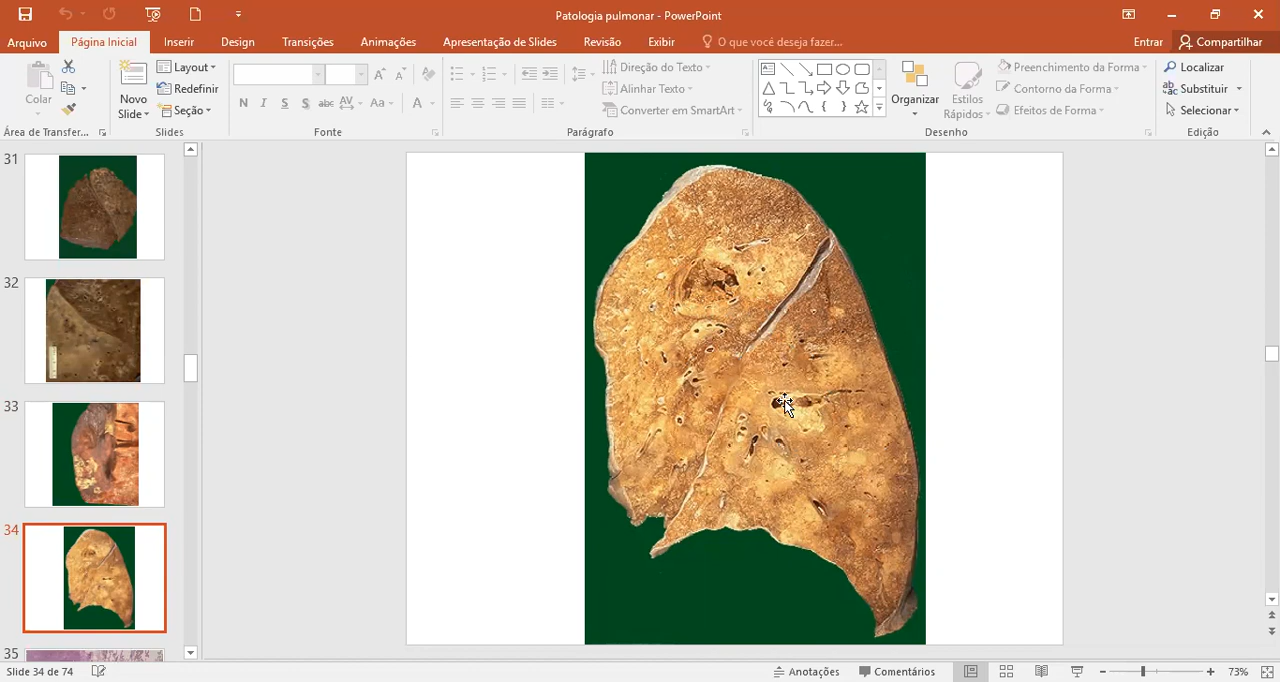 Patologia pulmonar - PowerPoint
Arquivo Página Inicial Inserir Design Transições Animações Apresentação de Slides Revisão Exibir O que você deseja fazer... Entrar Compartilhar
Colar
Novo Slide
Layout
Redefinir
Seção
N I S S abc AV Aa A
A A
Direção do Texto
Alinhar Texto
Converter em SmartArt
Organizar
Estilos Rápidos
Preenchimento da Forma
Contorno da Forma
Efeitos de Forma
Localizar
Substituir
Selecionar
Área de Transfer... Slides Fonte Parágrafo Desenho Edição
31
32
33
34
35
Slide 34 de 74 Anotações Comentários 73%